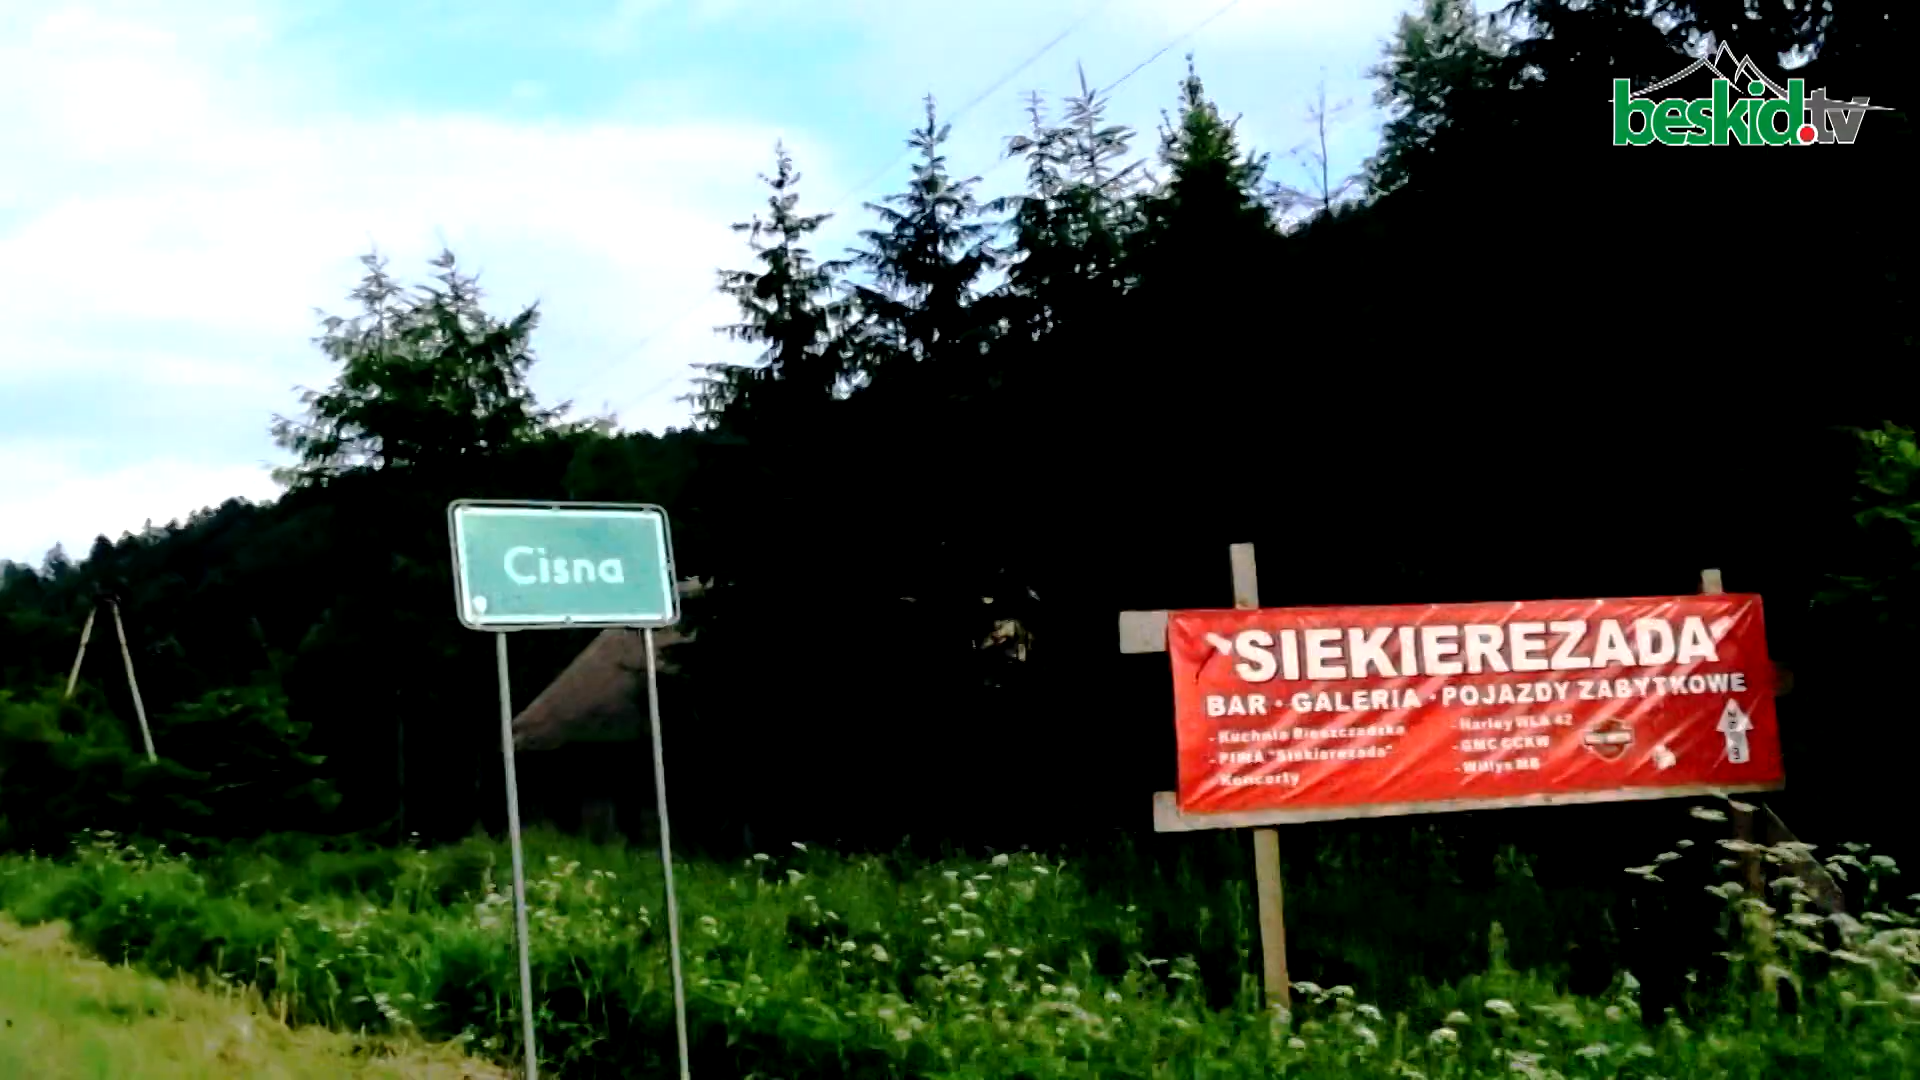 beskid.tv
Cisna
"SIEKIEREZADA"
BAR · GALERIA · POJAZDY ZABYTKOWE
- Kuchnia Bieszczadzka
- PIWA "Siekierezada"
- Koncerty
- Harley WLA 42
- GMC CCKW
- Willys MB